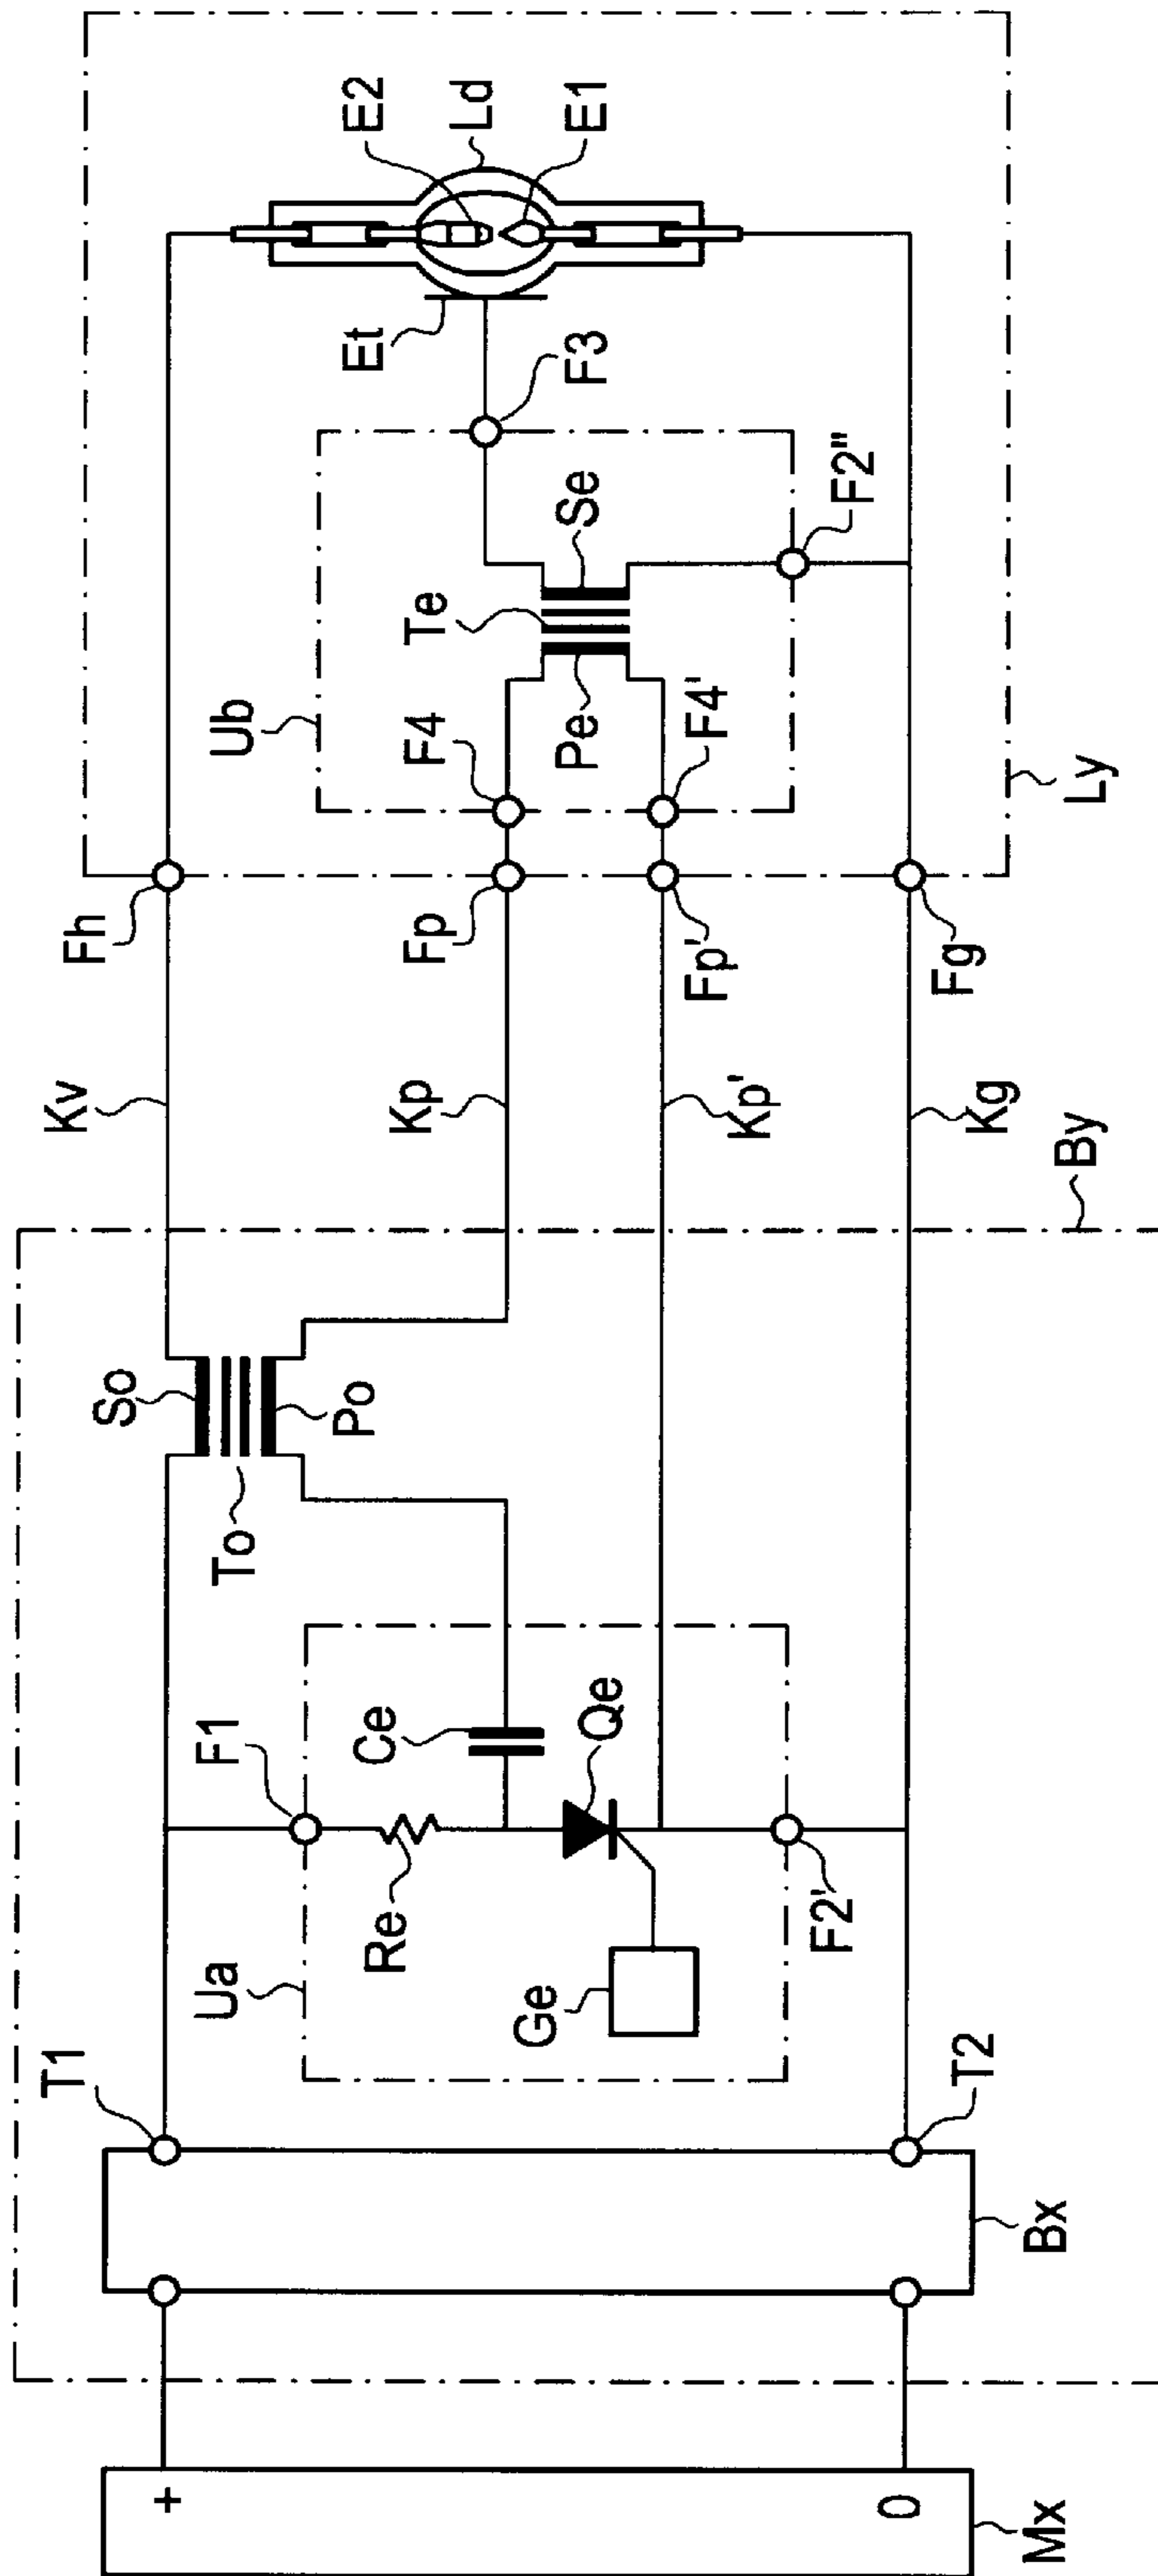 Mx
+
0
Bx
T1
T2
Ua
F1
Re
Ce
Qe
Ge
F2'
To
So
Po
By
Kv
Kp
Kp'
Kg
Fh
Fp
Fp'
Fg
Ub
F4
F4'
Pe
Te
Se
F2"
F3
Et
E2
Ld
E1
Ly